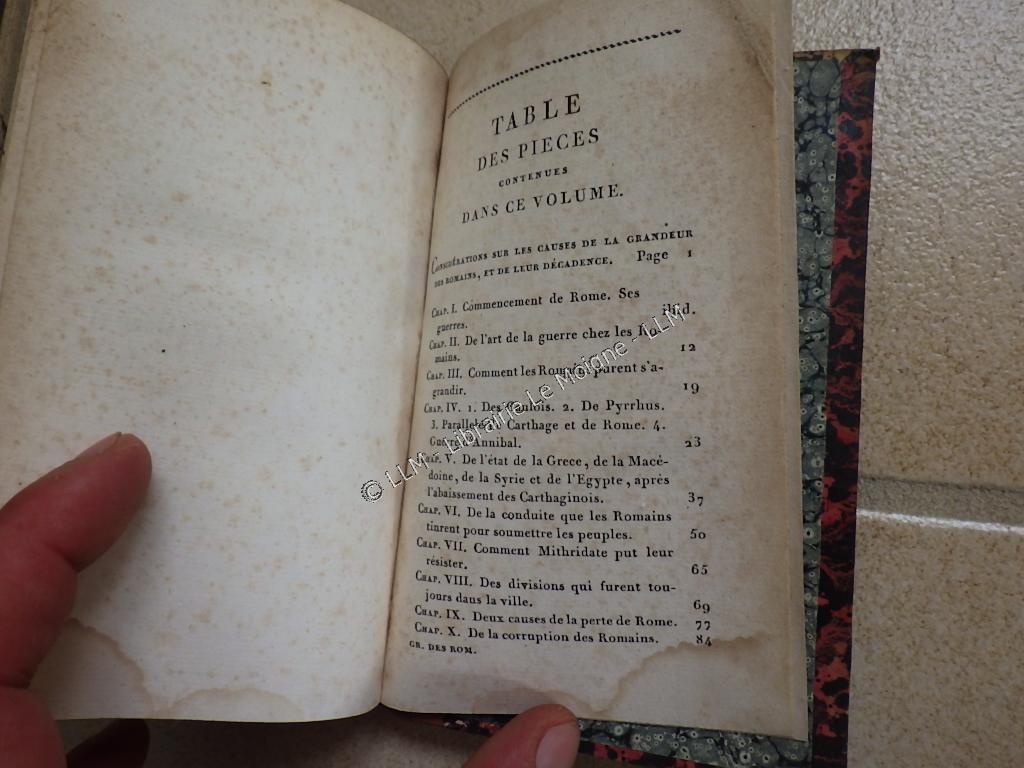 TABLE
DES PIECES
CONTENUES
DANS CE VOLUME.
CONSIDÉRATIONS SUR LES CAUSES DE LA GRANDEUR
DES ROMAINS, ET DE LEUR DÉCADENCE. Page 1
CHAP. I. Commencement de Rome. Ses
guerres. ibid.
CHAP. II. De l'art de la guerre chez les Ro-
mains. 12
CHAP. III. Comment les Romains purent s'a-
grandir. 19
CHAP. IV. 1. Des Gaulois. 2. De Pyrrhus.
3. Parallele de Carthage et de Rome. 4.
Guerre d'Annibal. 23
CHAP. V. De l'état de la Grece, de la Macé-
doine, de la Syrie et de l'Egypte, après
l'abaissement des Carthaginois. 37
CHAP. VI. De la conduite que les Romains
tinrent pour soumettre les peuples. 50
CHAP. VII. Comment Mithridate put leur
résister. 65
CHAP. VIII. Des divisions qui furent tou-
jours dans la ville. 69
CHAP. IX. Deux causes de la perte de Rome. 77
CHAP. X. De la corruption des Romains. 84
GR. DES ROM.
© LLM - Librairie Le Moigne - LLM